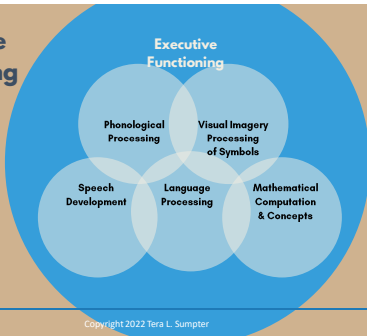 Executive
Functioning
Phonological
Processing
Visual Imagery
Processing
of Symbols
Speech
Development
Language
Processing
Mathematical
Computation
& Concepts
Copyright 2022 Tera L. Sumpter